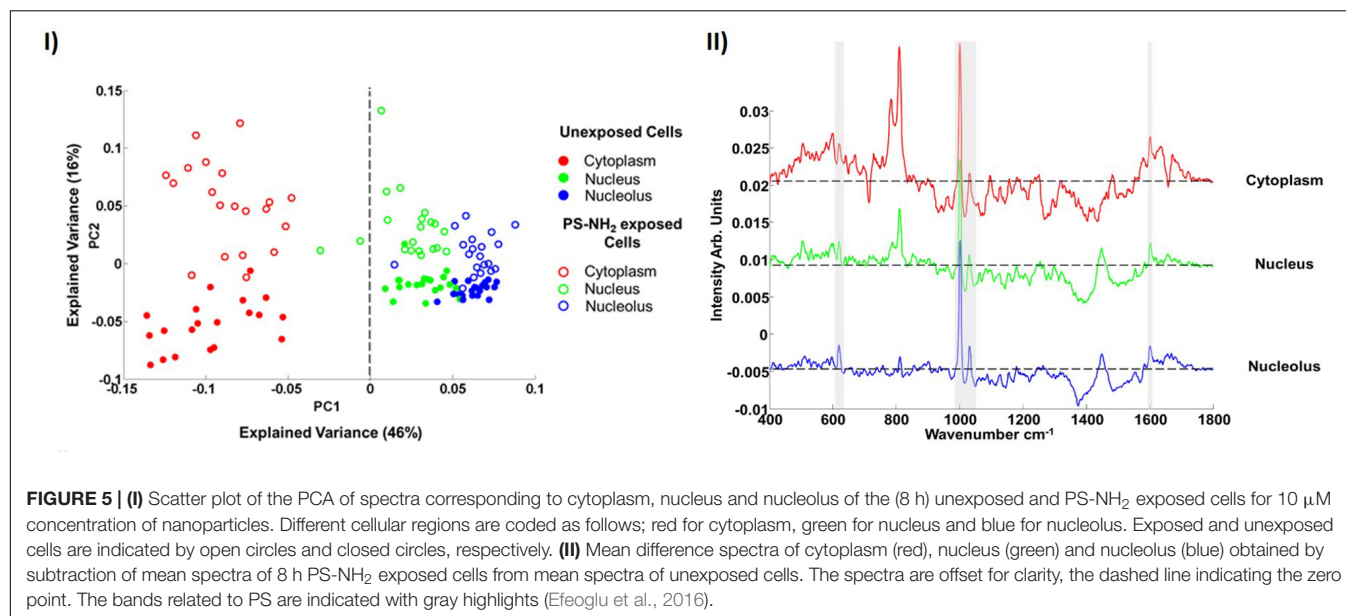 I)
0.15
0.1
0.05
0
-0.05
-0.1
-0.15
-0.1
-0.05
0
0.05
0.1
Explained Variance (16%)
PC2
PC1
Explained Variance (46%)
Unexposed Cells
Cytoplasm
Nucleus
Nucleolus
PS-NH₂ exposed
Cells
Cytoplasm
Nucleus
Nucleolus
II)
Intensity Arb. Units
0.03
0.025
0.02
0.01
0.005
0
-0.005
-0.01
400
600
800
1000
1200
1400
1600
1800
Wavenumber cm⁻¹
Cytoplasm
Nucleus
Nucleolus
FIGURE 5 | (I) Scatter plot of the PCA of spectra corresponding to cytoplasm, nucleus and nucleolus of the (8 h) unexposed and PS-NH₂ exposed cells for 10 μM
concentration of nanoparticles. Different cellular regions are coded as follows; red for cytoplasm, green for nucleus and blue for nucleolus. Exposed and unexposed
cells are indicated by open circles and closed circles, respectively. (II) Mean difference spectra of cytoplasm (red), nucleus (green) and nucleolus (blue) obtained by
subtraction of mean spectra of 8 h PS-NH₂ exposed cells from mean spectra of unexposed cells. The spectra are offset for clarity, the dashed line indicating the zero
point. The bands related to PS are indicated with gray highlights (Efeoglu et al., 2016).